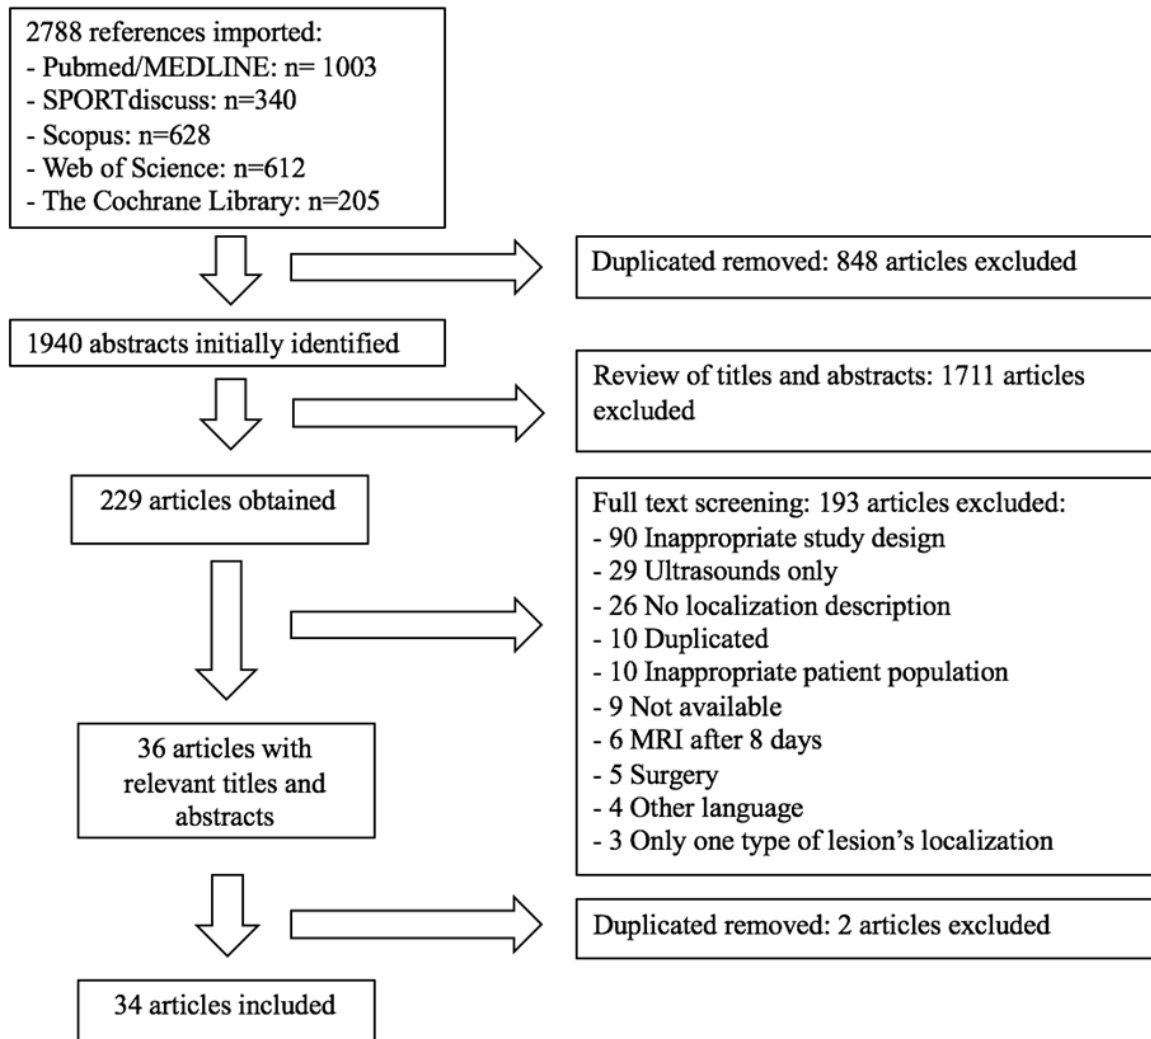 2788 references imported:
- Pubmed/MEDLINE: n= 1003
- SPORTdiscuss: n=340
- Scopus: n=628
- Web of Science: n=612
- The Cochrane Library: n=205
Duplicated removed: 848 articles excluded
1940 abstracts initially identified
Review of titles and abstracts: 1711 articles
excluded
229 articles obtained
Full text screening: 193 articles excluded:
- 90 Inappropriate study design
- 29 Ultrasounds only
- 26 No localization description
- 10 Duplicated
- 10 Inappropriate patient population
- 9 Not available
- 6 MRI after 8 days
- 5 Surgery
- 4 Other language
- 3 Only one type of lesion’s localization
36 articles with
relevant titles and
abstracts
Duplicated removed: 2 articles excluded
34 articles included